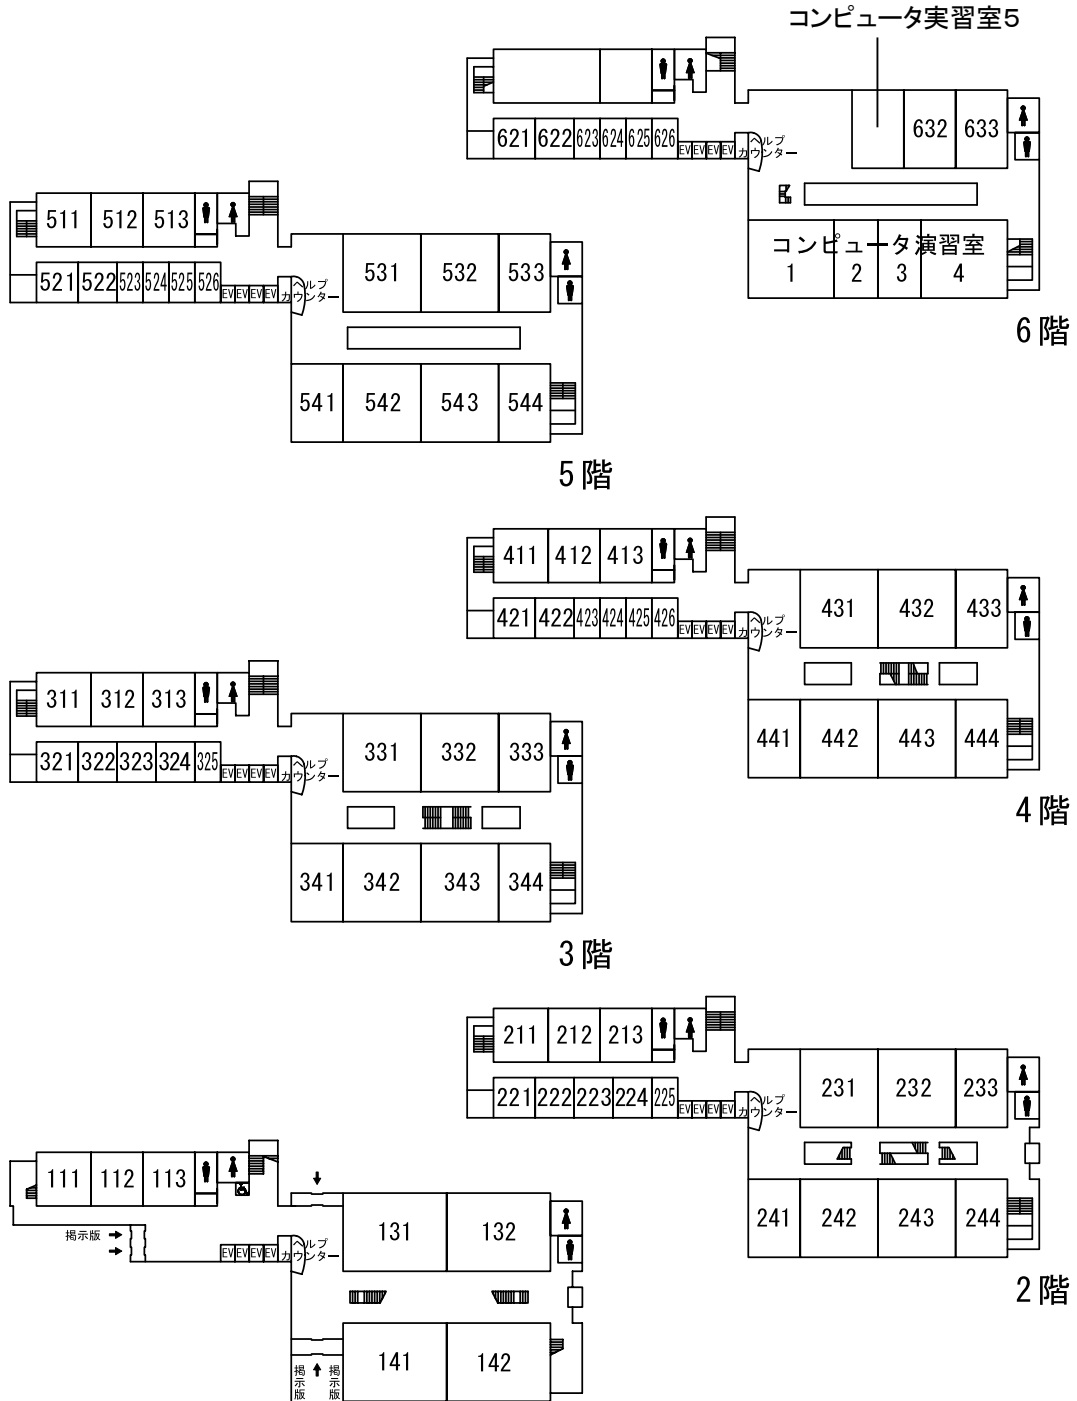 コンピュータ実習室5
621 622 623 624 625 626
EV EV EV EV
ヘルプ
カウンター
632 633
コンピュータ演習室
1 2 3 4
6階
511 512 513
521 522 523 524 525 526
EV EV EV EV
ヘルプ
カウンター
531 532 533
541 542 543 544
5階
411 412 413
421 422 423 424 425 426
EV EV EV EV
ヘルプ
カウンター
431 432 433
441 442 443 444
4階
311 312 313
321 322 323 324 325
EV EV EV EV
ヘルプ
カウンター
331 332 333
341 342 343 344
3階
211 212 213
221 222 223 224 225
EV EV EV EV
ヘルプ
カウンター
231 232 233
241 242 243 244
2階
111 112 113
掲示版
EV EV EV EV
ヘルプ
カウンター
131 132
141 142
掲示版
掲示版